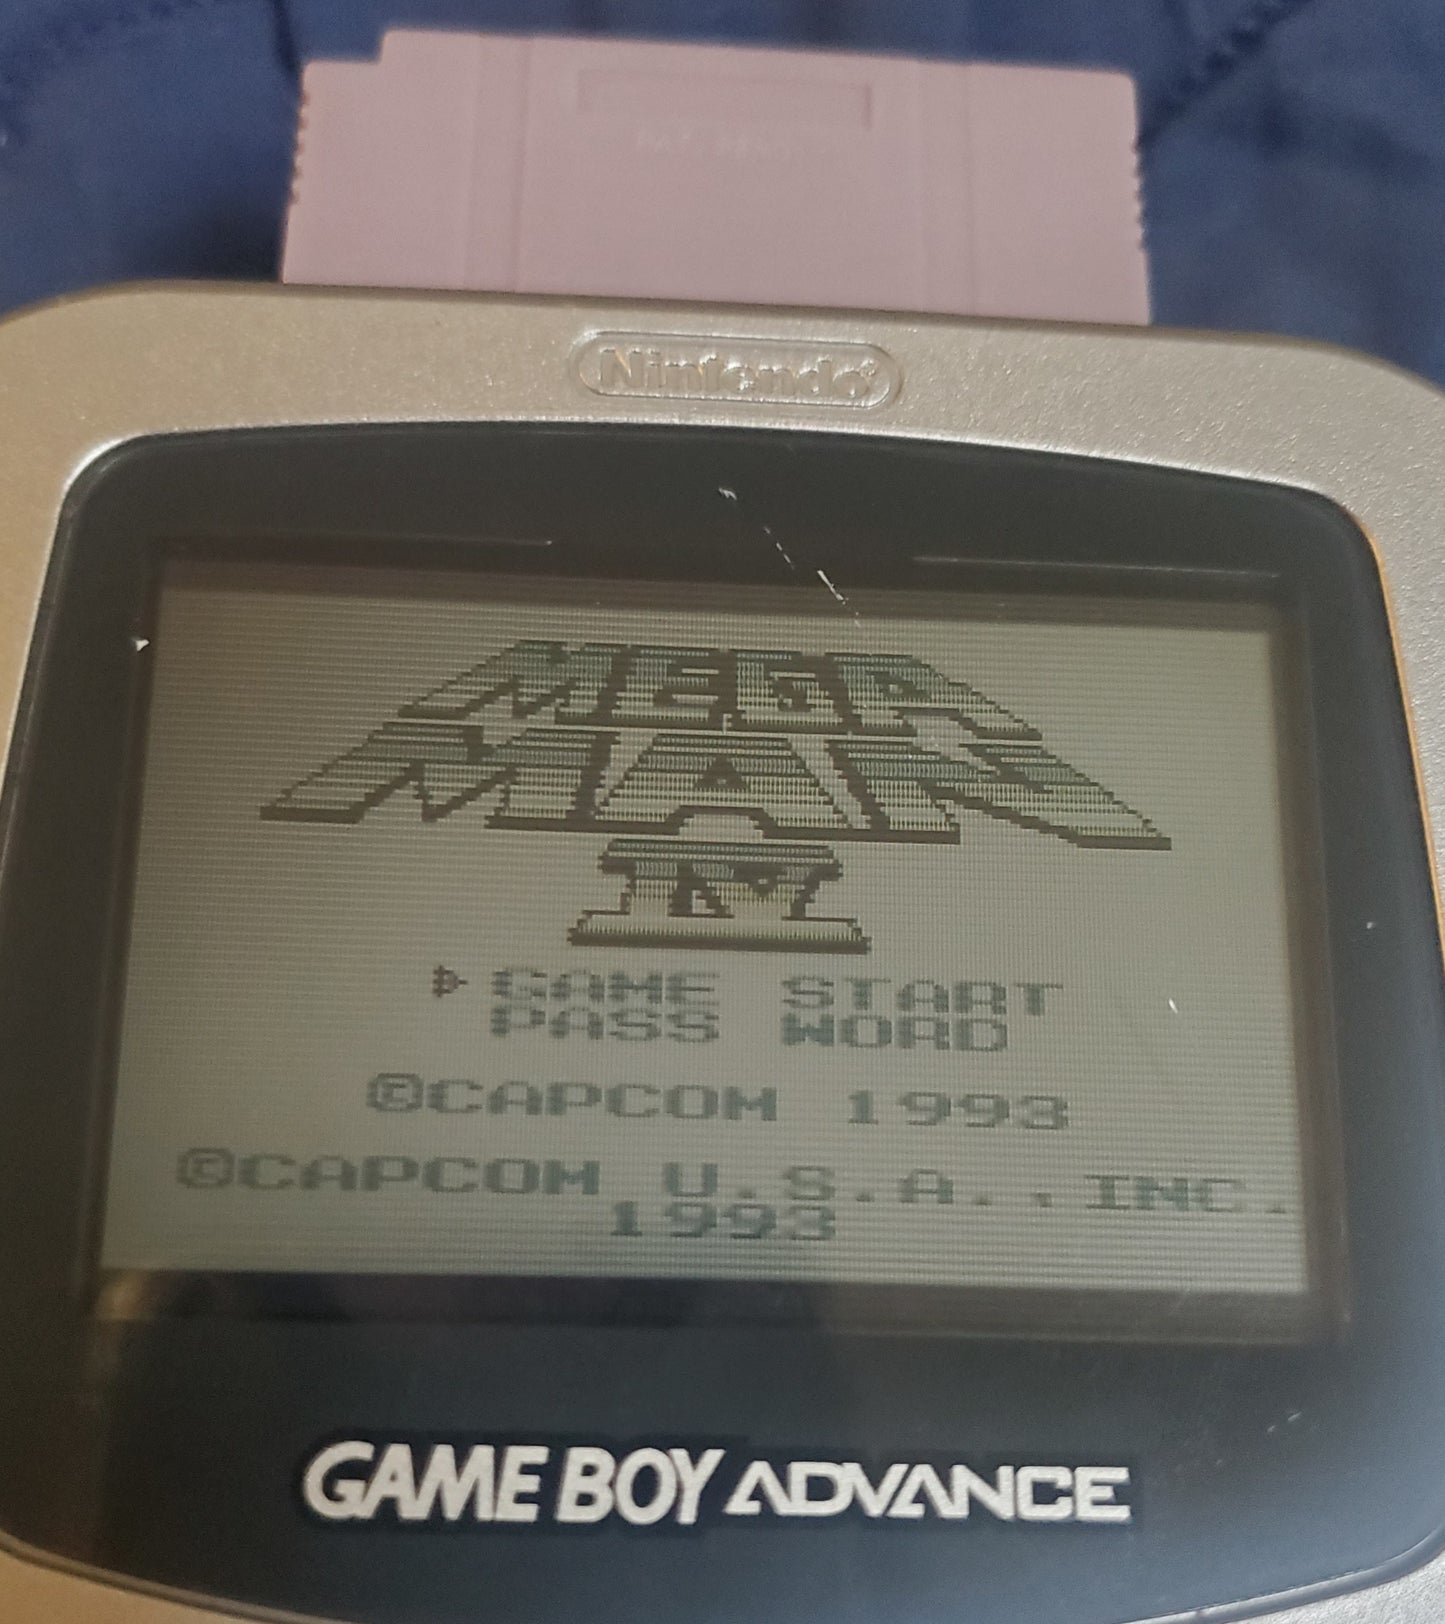 Nintendo
MEGA
MAN
IV
GAME START
PASS WORD
©CAPCOM 1993
©CAPCOM U.S.A.,INC.
1993
GAME BOY ADVANCE